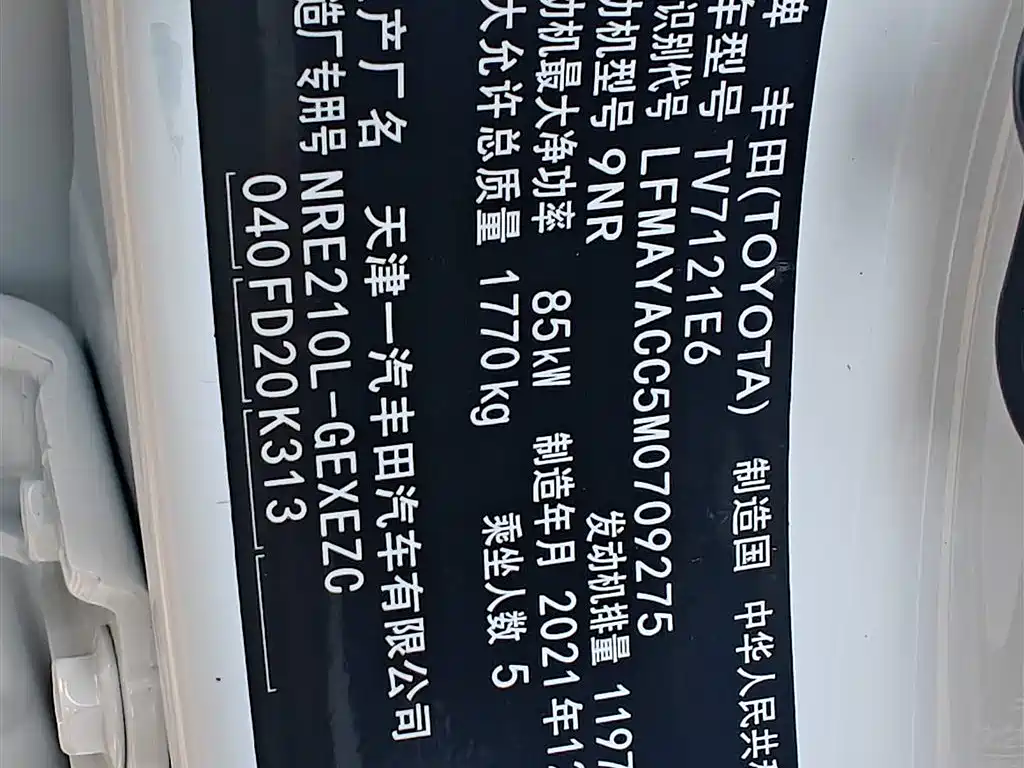 牌 丰田(TOYOTA) 制造国 中华人民共
车型号 TV7121E6
识别代号 LFMAYACC5M0709275
动机型号 9NR 发动机排量 1197
动机最大净功率 85kW 制造年月 2021年1
大允许总质量 1770kg 乘坐人数 5
产厂名 天津一汽丰田汽车有限公司
造厂专用号 NRE210L-GEXEZC
040FD20K313